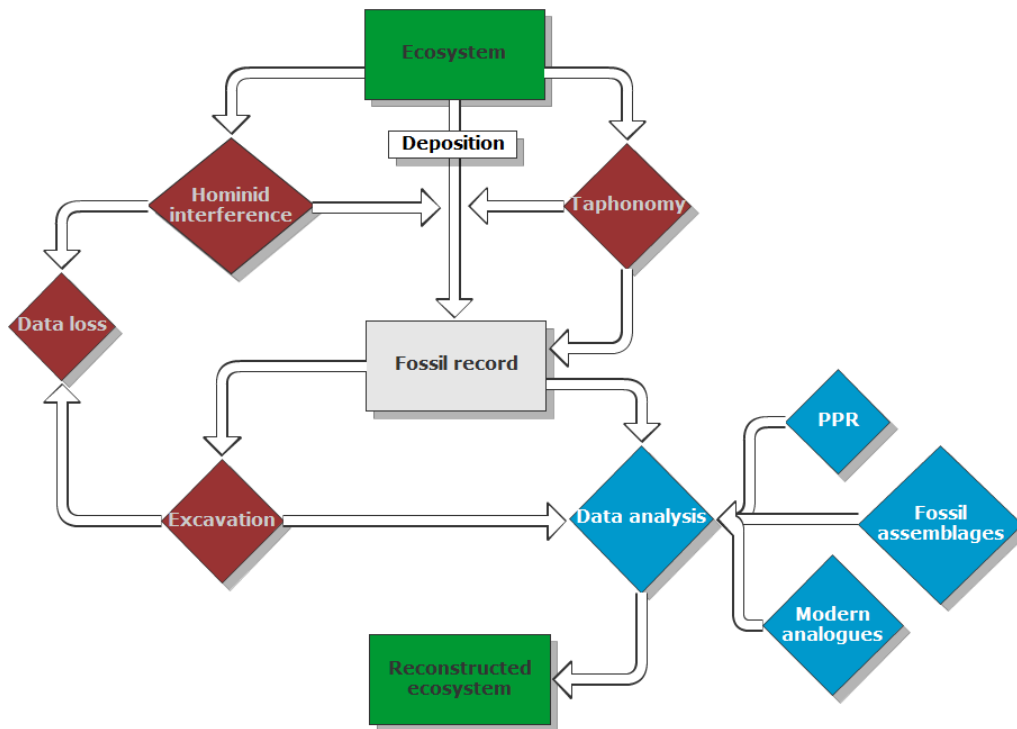 Ecosystem
Deposition
Hominid
interference
Taphonomy
Data loss
Fossil record
PPR
Excavation
Data analysis
Fossil
assemblages
Modern
analogues
Reconstructed
ecosystem